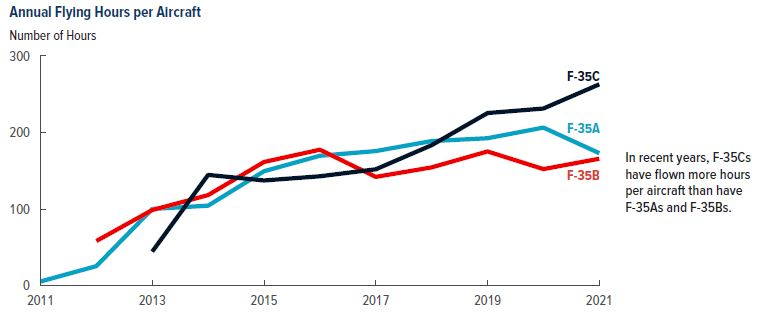 Annual Flying Hours per Aircraft
Number of Hours
300
F-35C
F-35A
200
In recent years, F-35Cs
F-35B
have flown more hours
per aircraft than have
F-35As and F-35Bs.
100
0
2011 2013 2015 2017 2019 2021